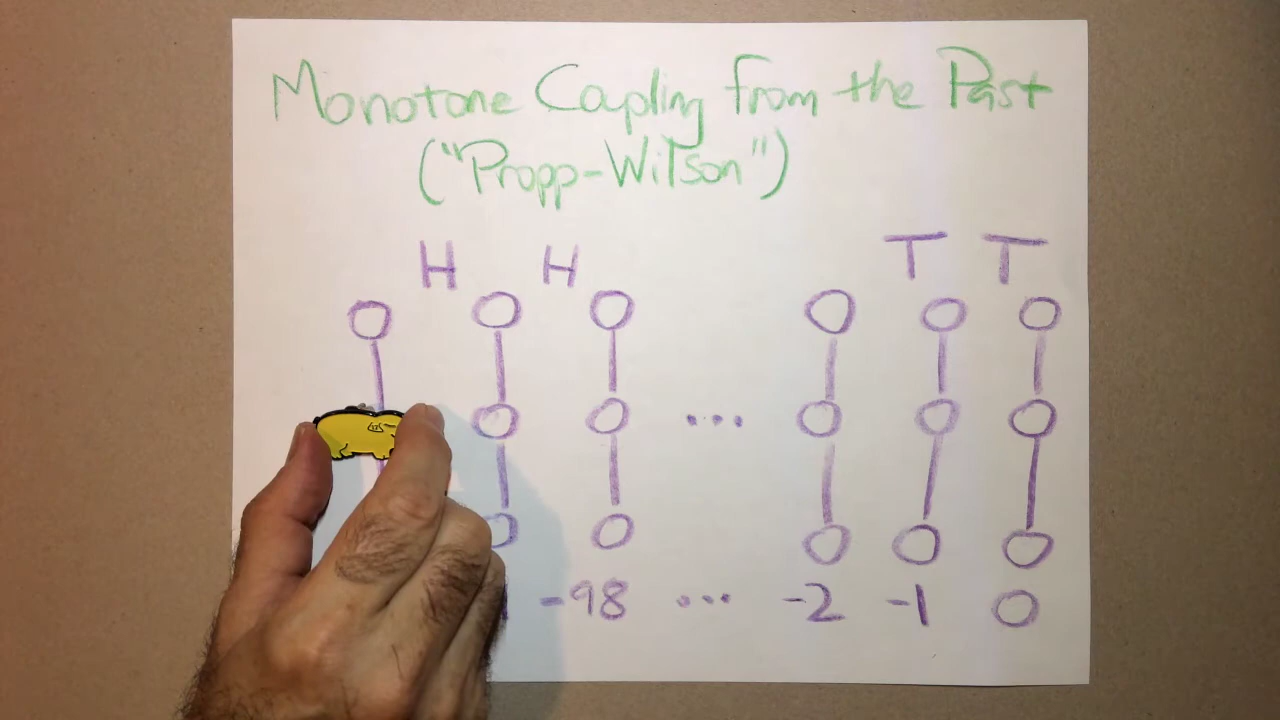 Monotone Coupling from the Past
("Propp-Wilson")
H H T T
...
-98 ... -2 -1 0